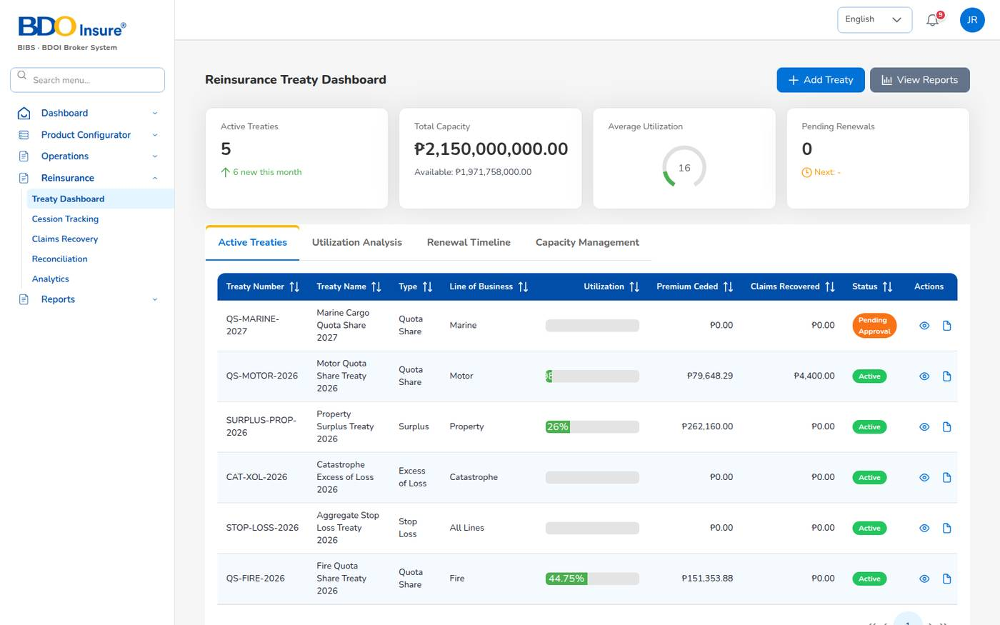 BDO Insure®
BIBS · BDOI Broker System
Search menu...
Dashboard
Product Configurator
Operations
Reinsurance
Treaty Dashboard
Cession Tracking
Claims Recovery
Reconciliation
Analytics
Reports
English
9
JR
Reinsurance Treaty Dashboard
Add Treaty
View Reports
Active Treaties
5
6 new this month
Total Capacity
₱2,150,000,000.00
Available: ₱1,971,758,000.00
Average Utilization
16
Pending Renewals
0
Next: -
Active Treaties Utilization Analysis Renewal Timeline Capacity Management
Treaty Number Treaty Name Type Line of Business Utilization Premium Ceded Claims Recovered Status Actions
QS-MARINE-
2027
Marine Cargo
Quota Share
2027
Quota
Share
Marine
₱0.00
₱0.00
Pending
Approval
QS-MOTOR-2026
Motor Quota
Share Treaty
2026
Quota
Share
Motor
₱79,648.29
₱4,400.00
Active
SURPLUS-PROP-
2026
Property
Surplus Treaty
2026
Surplus
Property
26%
₱262,160.00
₱0.00
Active
CAT-XOL-2026
Catastrophe
Excess of Loss
2026
Excess
of Loss
Catastrophe
₱0.00
₱0.00
Active
STOP-LOSS-2026
Aggregate Stop
Loss Treaty
2026
Stop
Loss
All Lines
₱0.00
₱0.00
Active
QS-FIRE-2026
Fire Quota
Share Treaty
2026
Quota
Share
Fire
44.75%
₱151,353.88
₱0.00
Active